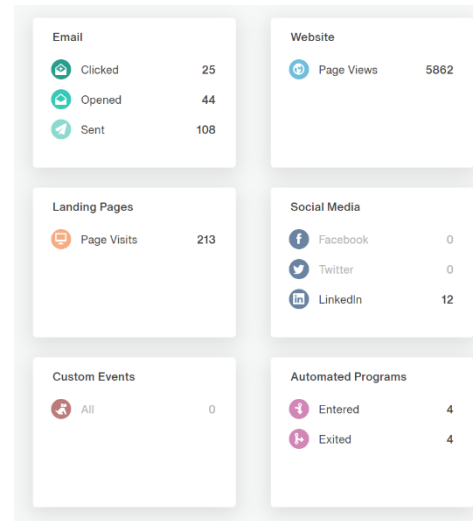 Email
Clicked 25
Opened 44
Sent 108
Website
Page Views 5862
Landing Pages
Page Visits 213
Social Media
Facebook 0
Twitter 0
LinkedIn 12
Custom Events
All 0
Automated Programs
Entered 4
Exited 4